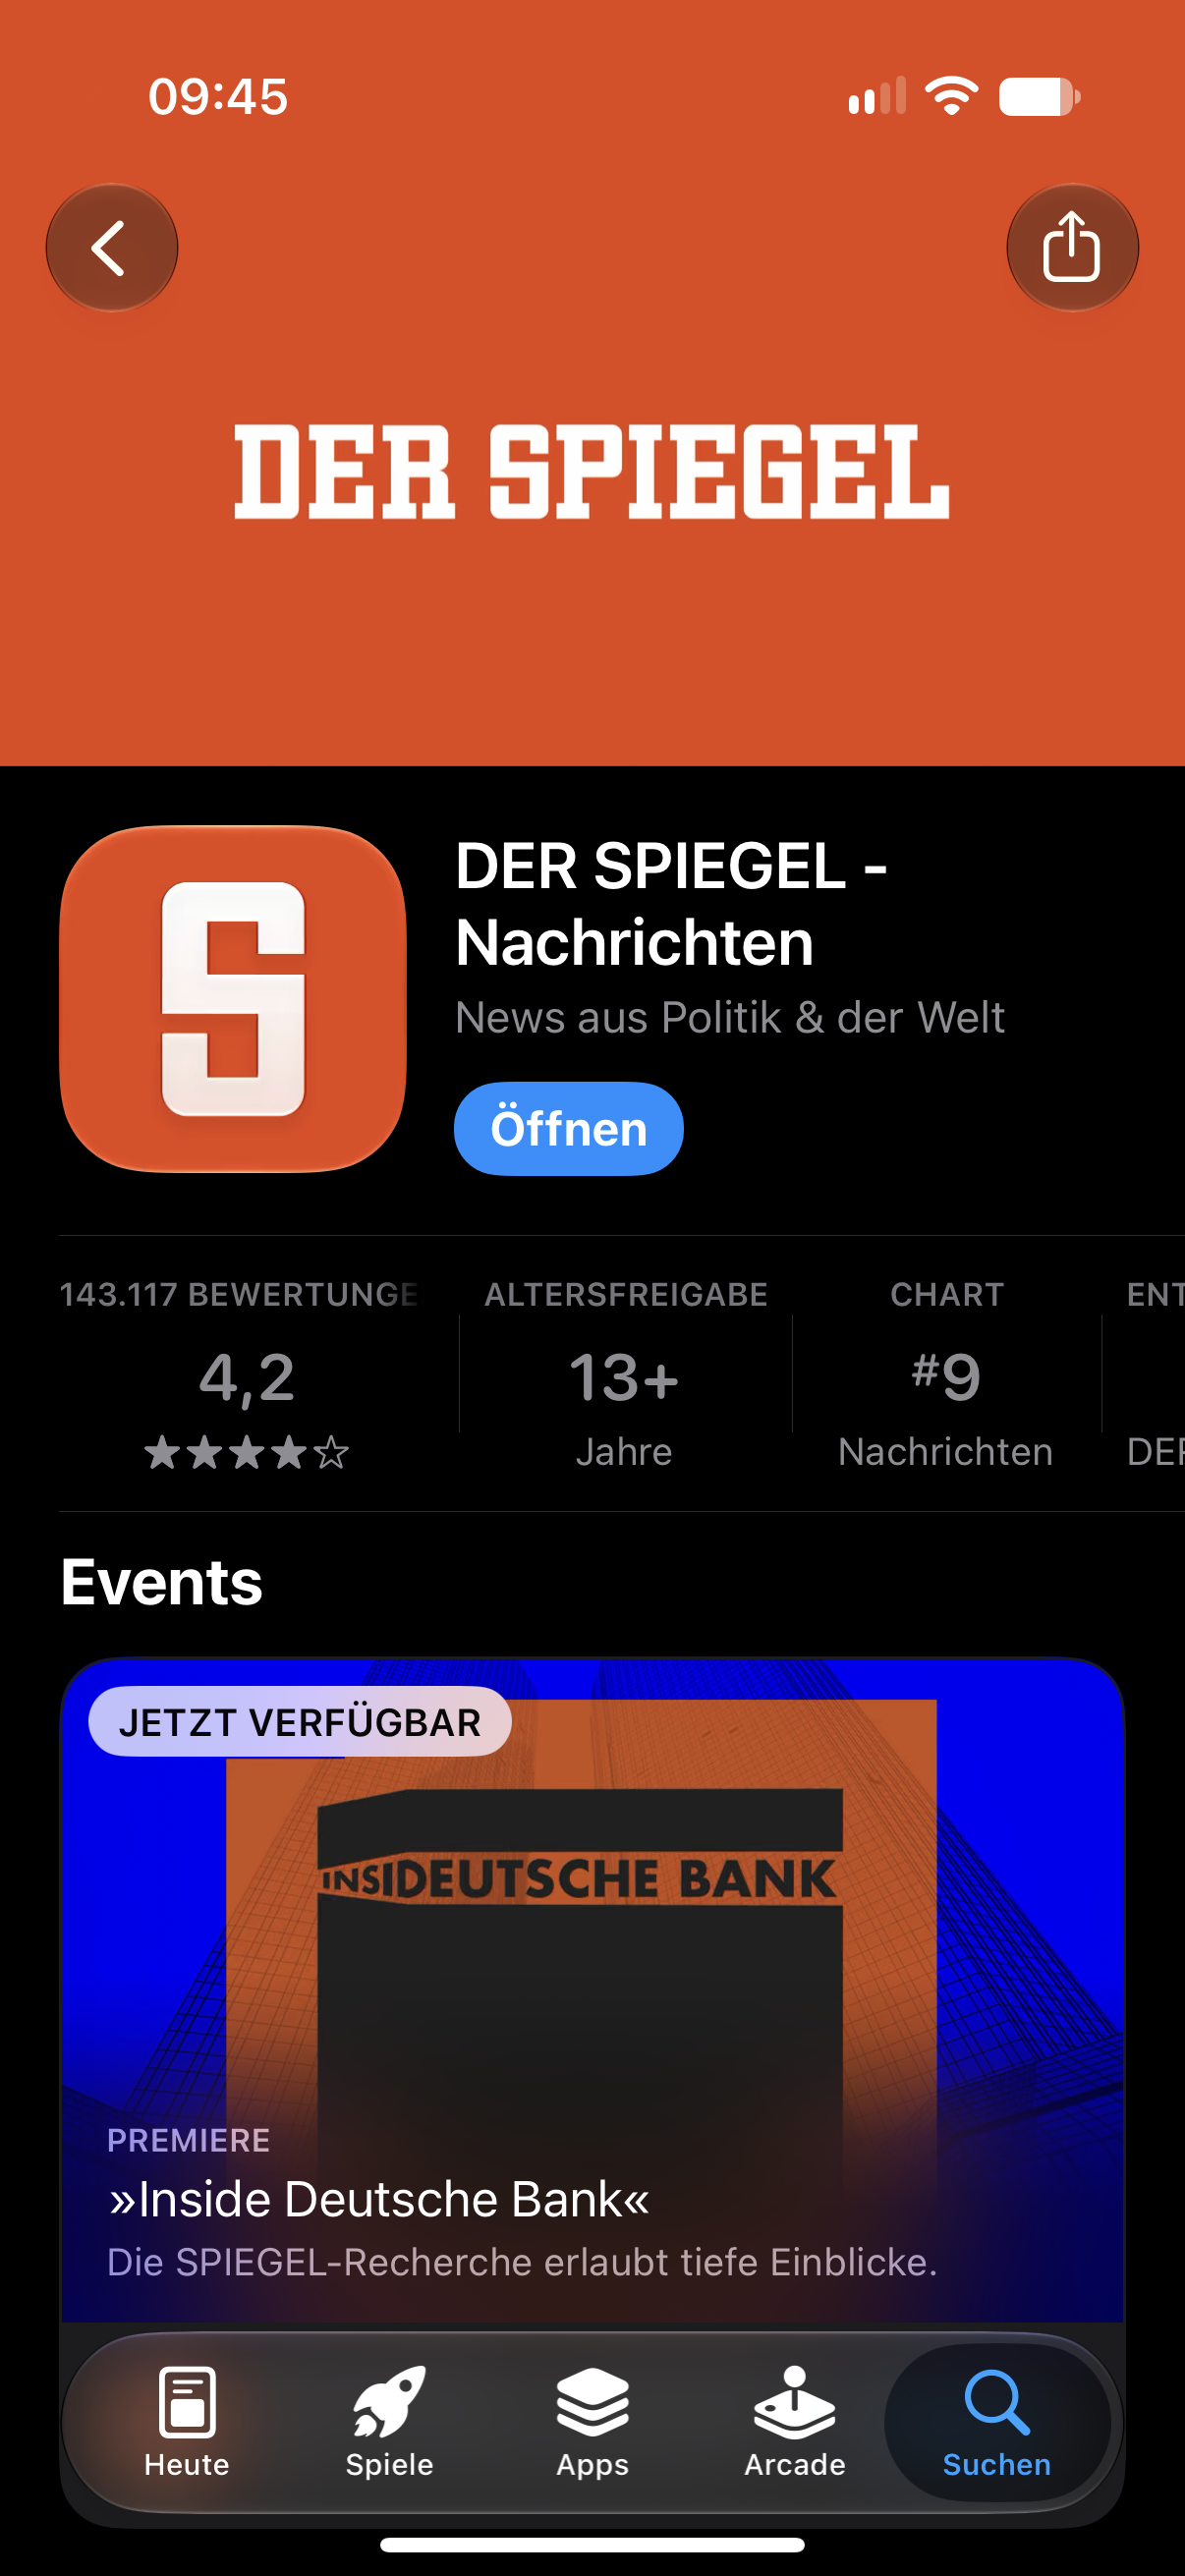 09:45
DER SPIEGEL
DER SPIEGEL -
Nachrichten
News aus Politik & der Welt
Öffnen
143.117 BEWERTUNGE
ALTERSFREIGABE
CHART
ENT
4,2
13+
#9
Jahre
Nachrichten
DER
Events
JETZT VERFÜGBAR
INSIDEUTSCHE BANK
PREMIERE
»Inside Deutsche Bank«
Die SPIEGEL-Recherche erlaubt tiefe Einblicke.
Heute
Spiele
Apps
Arcade
Suchen